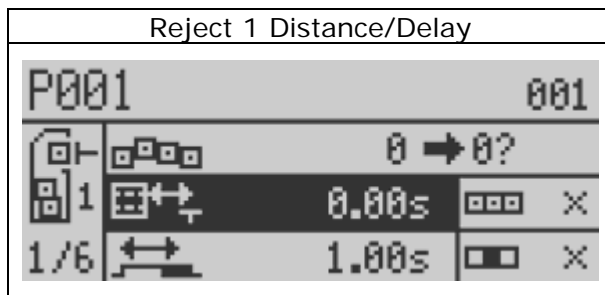 Reject 1 Distance/Delay
P001 001
0 → 0?
1 0.00s ×
1/6 1.00s ×